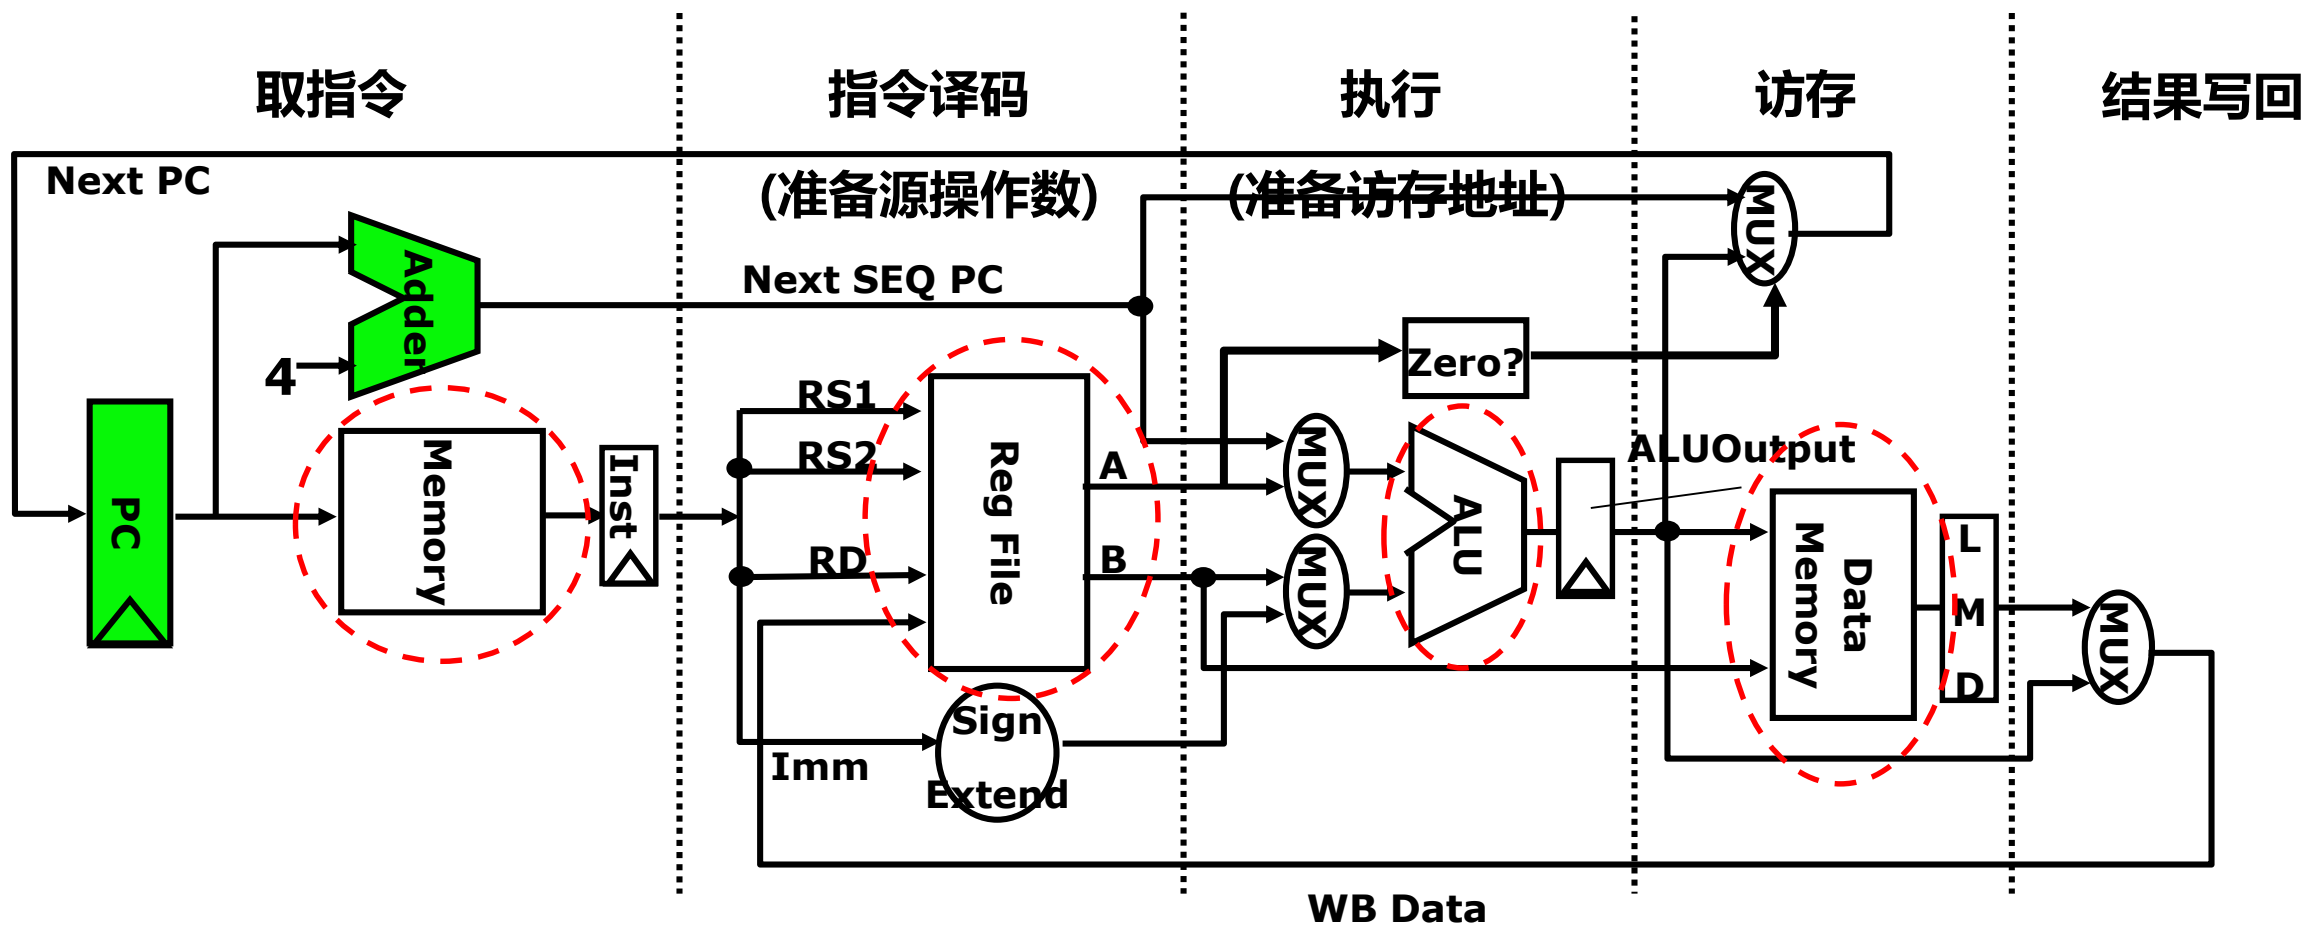 取指令
指令译码
执行
访存
结果写回
Next PC
(准备源操作数)
(准备访存地址)
MUX
Adder
Next SEQ PC
4
Zero?
PC
Memory
Inst
RS1
RS2
RD
Reg File
A
B
MUX
MUX
ALU
ALUOutput
Data
Memory
L
M
D
MUX
Sign
Extend
Imm
WB Data